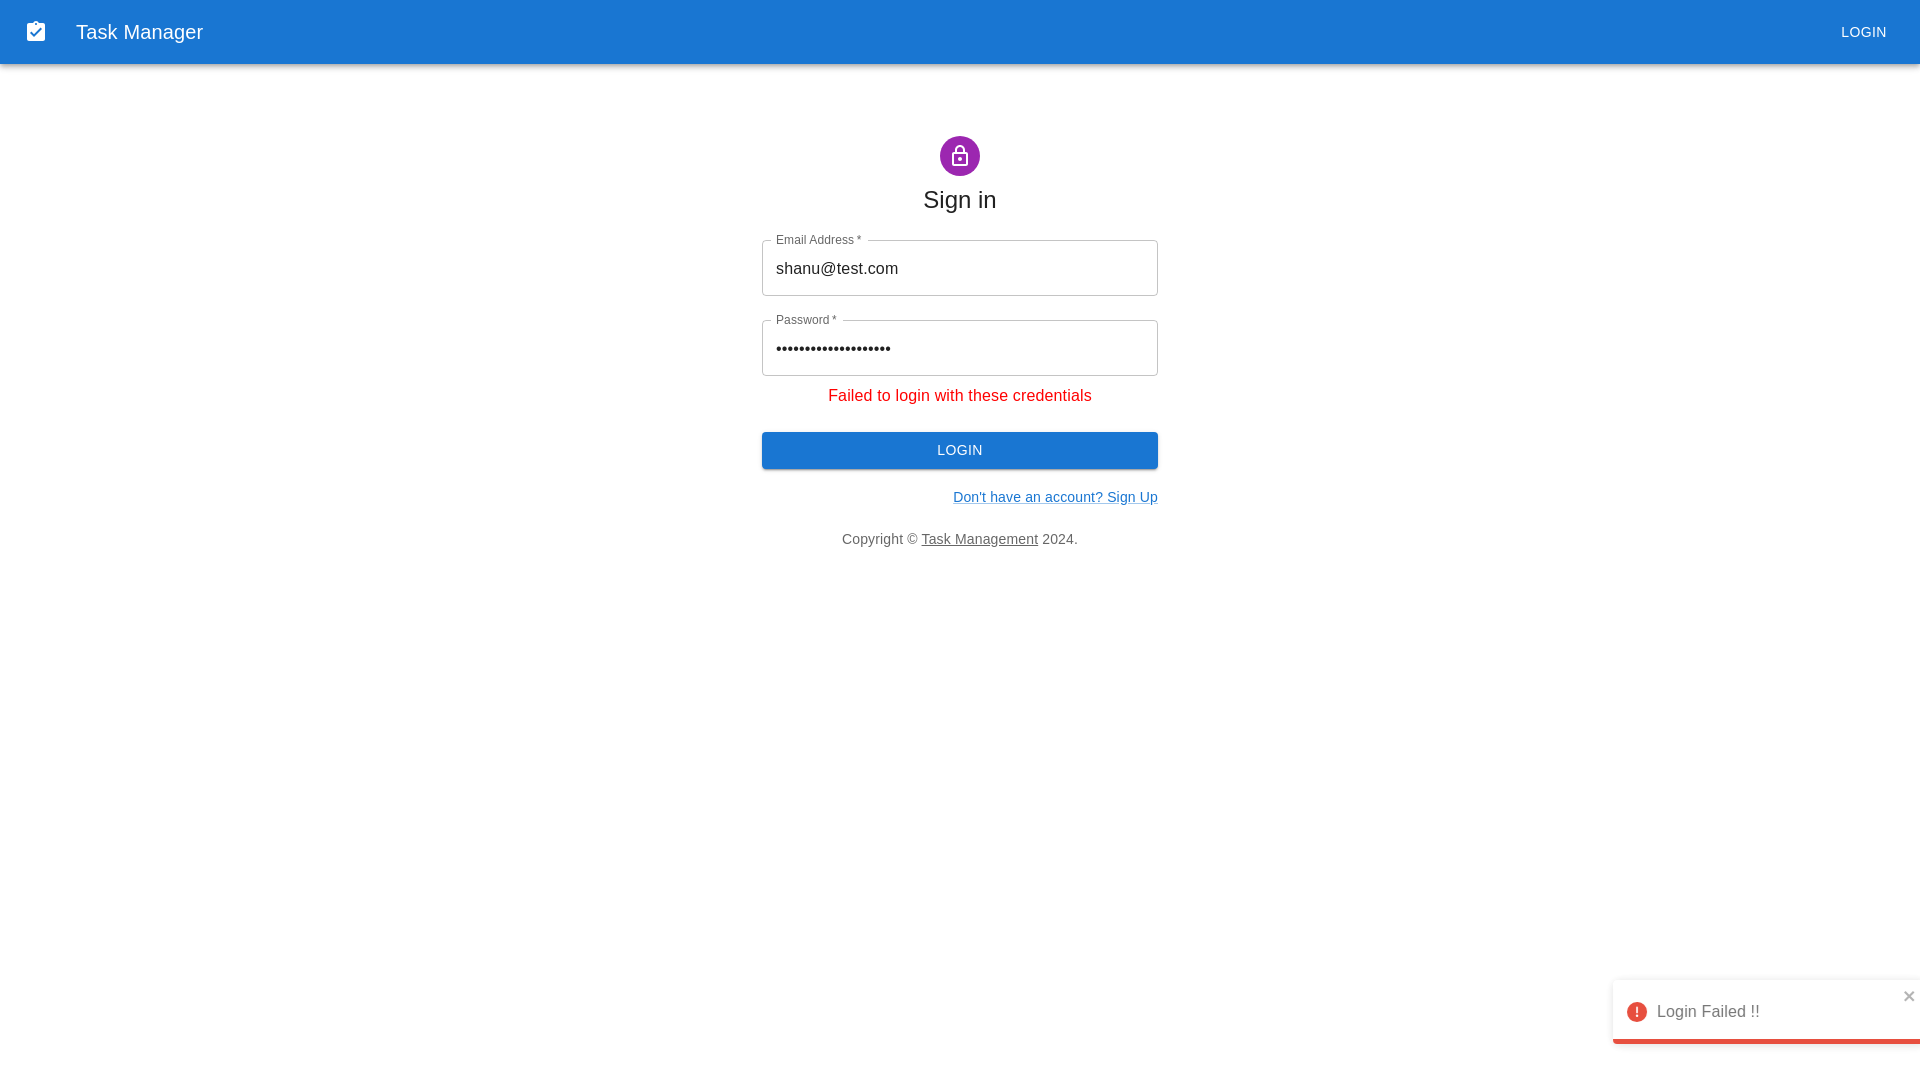 Task Manager
LOGIN
Sign in
Email Address *
shanu@test.com
Password *
••••••••••••••••••••
Failed to login with these credentials
LOGIN
Don't have an account? Sign Up
Copyright © Task Management 2024.
Login Failed !!